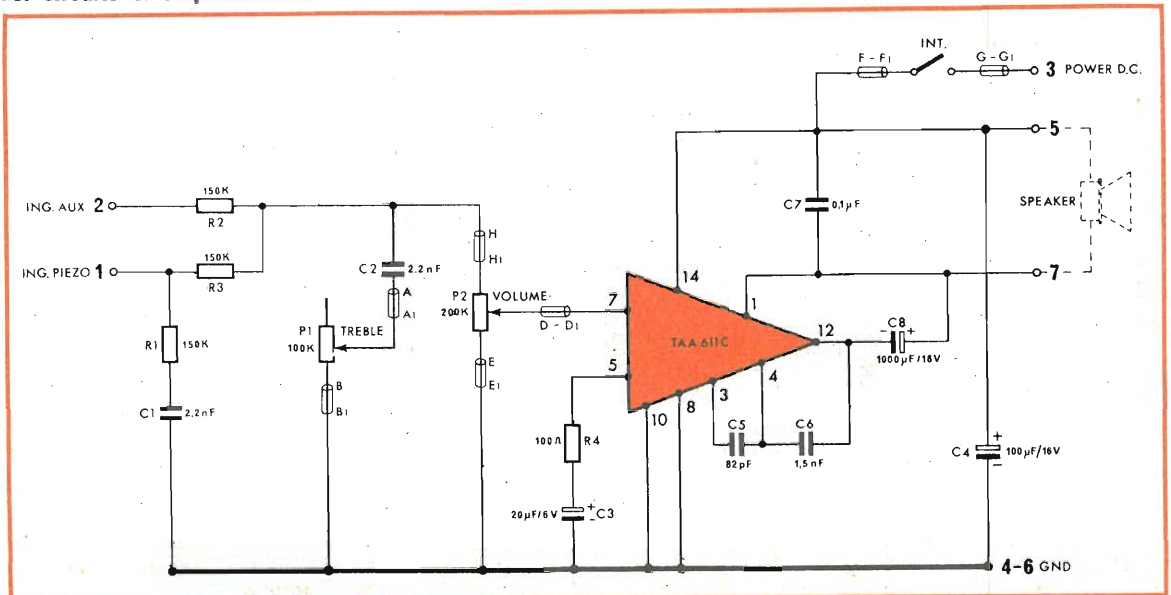 INT.
F - F1
G - G1
3 POWER D.C.
5
150K
ING. AUX 2
R2
C7 0,1µF
SPEAKER
H
H1
150K
ING. PIEZO 1
R3
C2 2.2nF
14
7
A
A1
P2 VOLUME
200K
7
1
D - D1
C8
12
P1 TREBLE
100K
TAA 611C
1000µF/16V
R1 150K
5
4
E
E1
3
B
B1
8
10
C1 2,2nF
100Ω R4
C5
C6
82pF
1,5nF
C4 100µF/16V
20µF/6V C3
4-6 GND